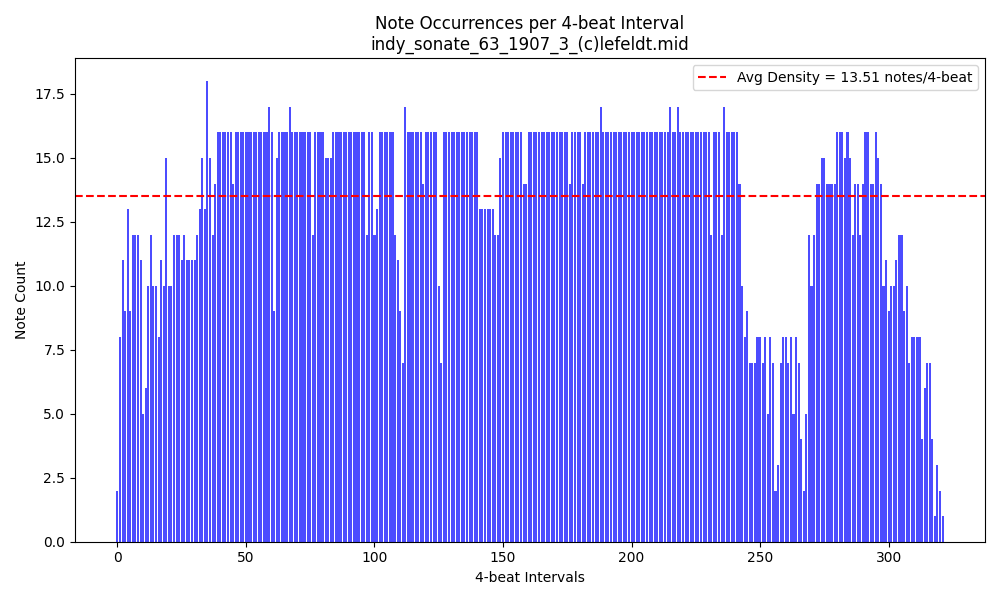 Note Occurrences per 4-beat Interval
indy_sonate_63_1907_3_(c)lefeldt.mid
Avg Density = 13.51 notes/4-beat
Note Count
17.5
15.0
12.5
10.0
7.5
5.0
2.5
0.0
0 50 100 150 200 250 300
4-beat Intervals